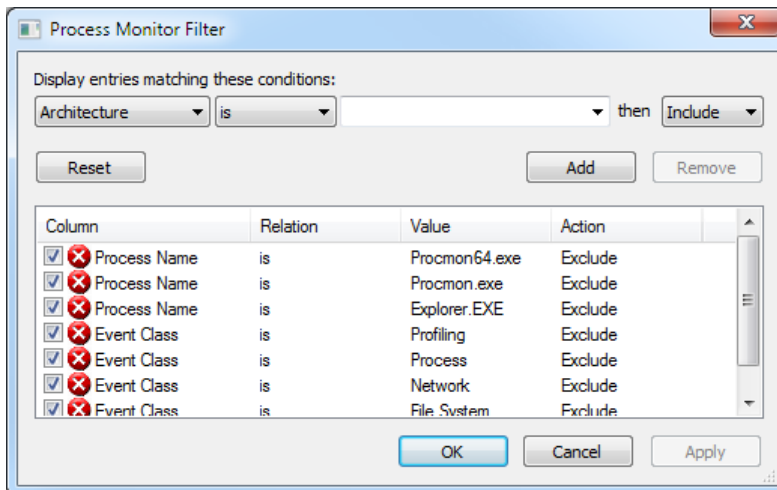 Process Monitor Filter
Display entries matching these conditions:
Architecture is then Include
Reset Add Remove
Column Relation Value Action
Process Name is Procmon64.exe Exclude
Process Name is Procmon.exe Exclude
Process Name is Explorer.EXE Exclude
Event Class is Profiling Exclude
Event Class is Process Exclude
Event Class is Network Exclude
Event Class is File System Exclude
OK Cancel Apply